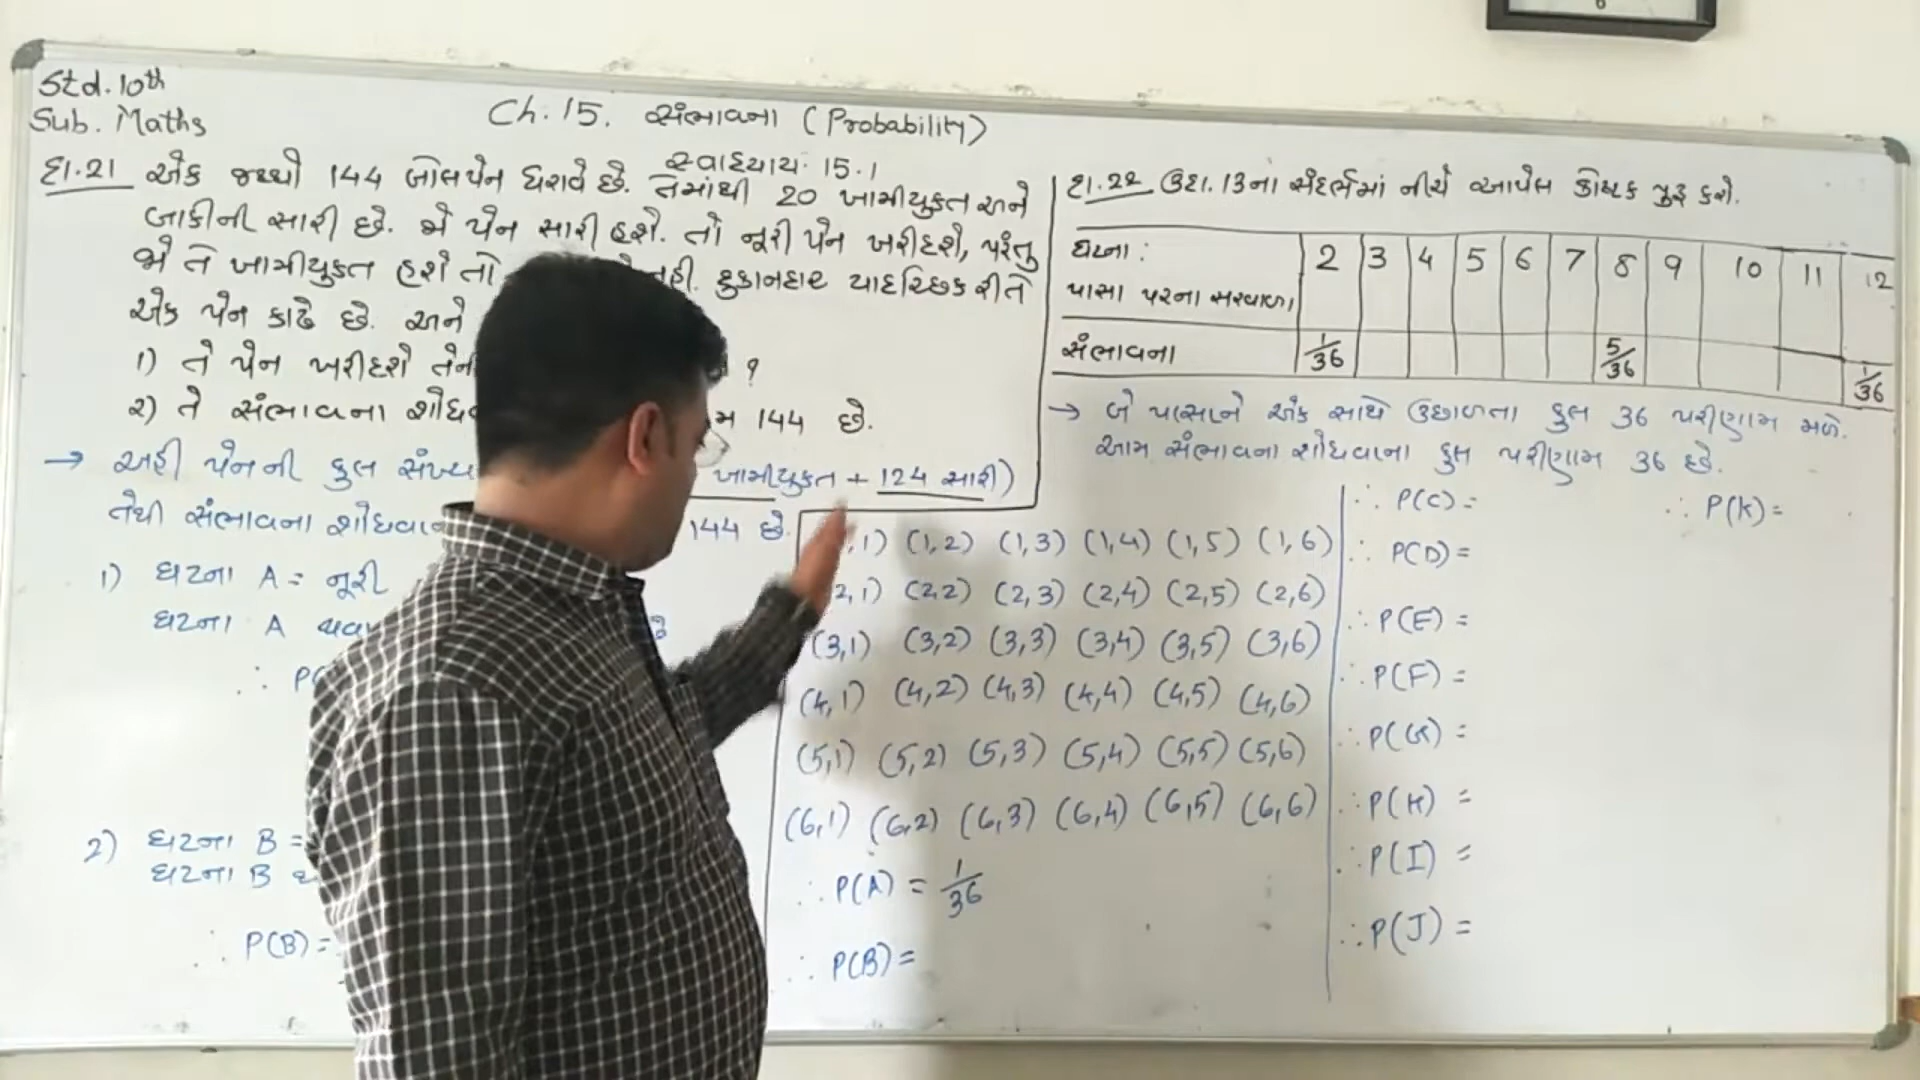 Std. 10th
Sub. Maths
Ch. 15. સંભાવના (Probability)
સ્વાધ્યાય: 15.1
દા.21 એક જથ્થો 144 બોલપેન ધરાવે છે. તેમાંથી 20 ખામીયુક્ત અને
બાકીની સારી છે. જો પેન સારી હશે. તો નૂરી પેન ખરીદશે, પરંતુ
જો તે ખામીયુક્ત હશે તો નહી. દુકાનદાર યાદચ્છિક રીતે
એક પેન કાઢે છે. અને
1) તે પેન ખરીદશે તેની ?
2) તે સંભાવના શોધવ મ 144 છે.
→ અહી પેનની કુલ સંખ્ય ખામીયુક્ત + 124 સારી)
તેથી સંભાવના શોધવાન 144 છે.
1) ઘટના A = નૂરી
ઘટના A થવ
∴ P(
2) ઘટના B =
ઘટના B
∴ P(B) =
દા.22 ઉદા.13ના સંદર્ભમાં નીચે આપેલ કોષ્ટક પુરૂ કરો.
ઘટના: પાસા પરના સરવાળા 2 3 4 5 6 7 8 9 10 11 12
સંભાવના 1/36 5/36 1/36
→ બે પાસાને એક સાથે ઉછાળતા કુલ 36 પરીણામ મળે.
આમ સંભાવના શોધવાના કુલ પરીણામ 36 છે.
,1) (1,2) (1,3) (1,4) (1,5) (1,6)
2,1) (2,2) (2,3) (2,4) (2,5) (2,6)
(3,1) (3,2) (3,3) (3,4) (3,5) (3,6)
(4,1) (4,2) (4,3) (4,4) (4,5) (4,6)
(5,1) (5,2) (5,3) (5,4) (5,5) (5,6)
(6,1) (6,2) (6,3) (6,4) (6,5) (6,6)
∴ P(A) = 1/36
∴ P(B) =
∴ P(C) =
∴ P(D) =
∴ P(E) =
∴ P(F) =
∴ P(G) =
∴ P(H) =
∴ P(I) =
∴ P(J) =
∴ P(K) =